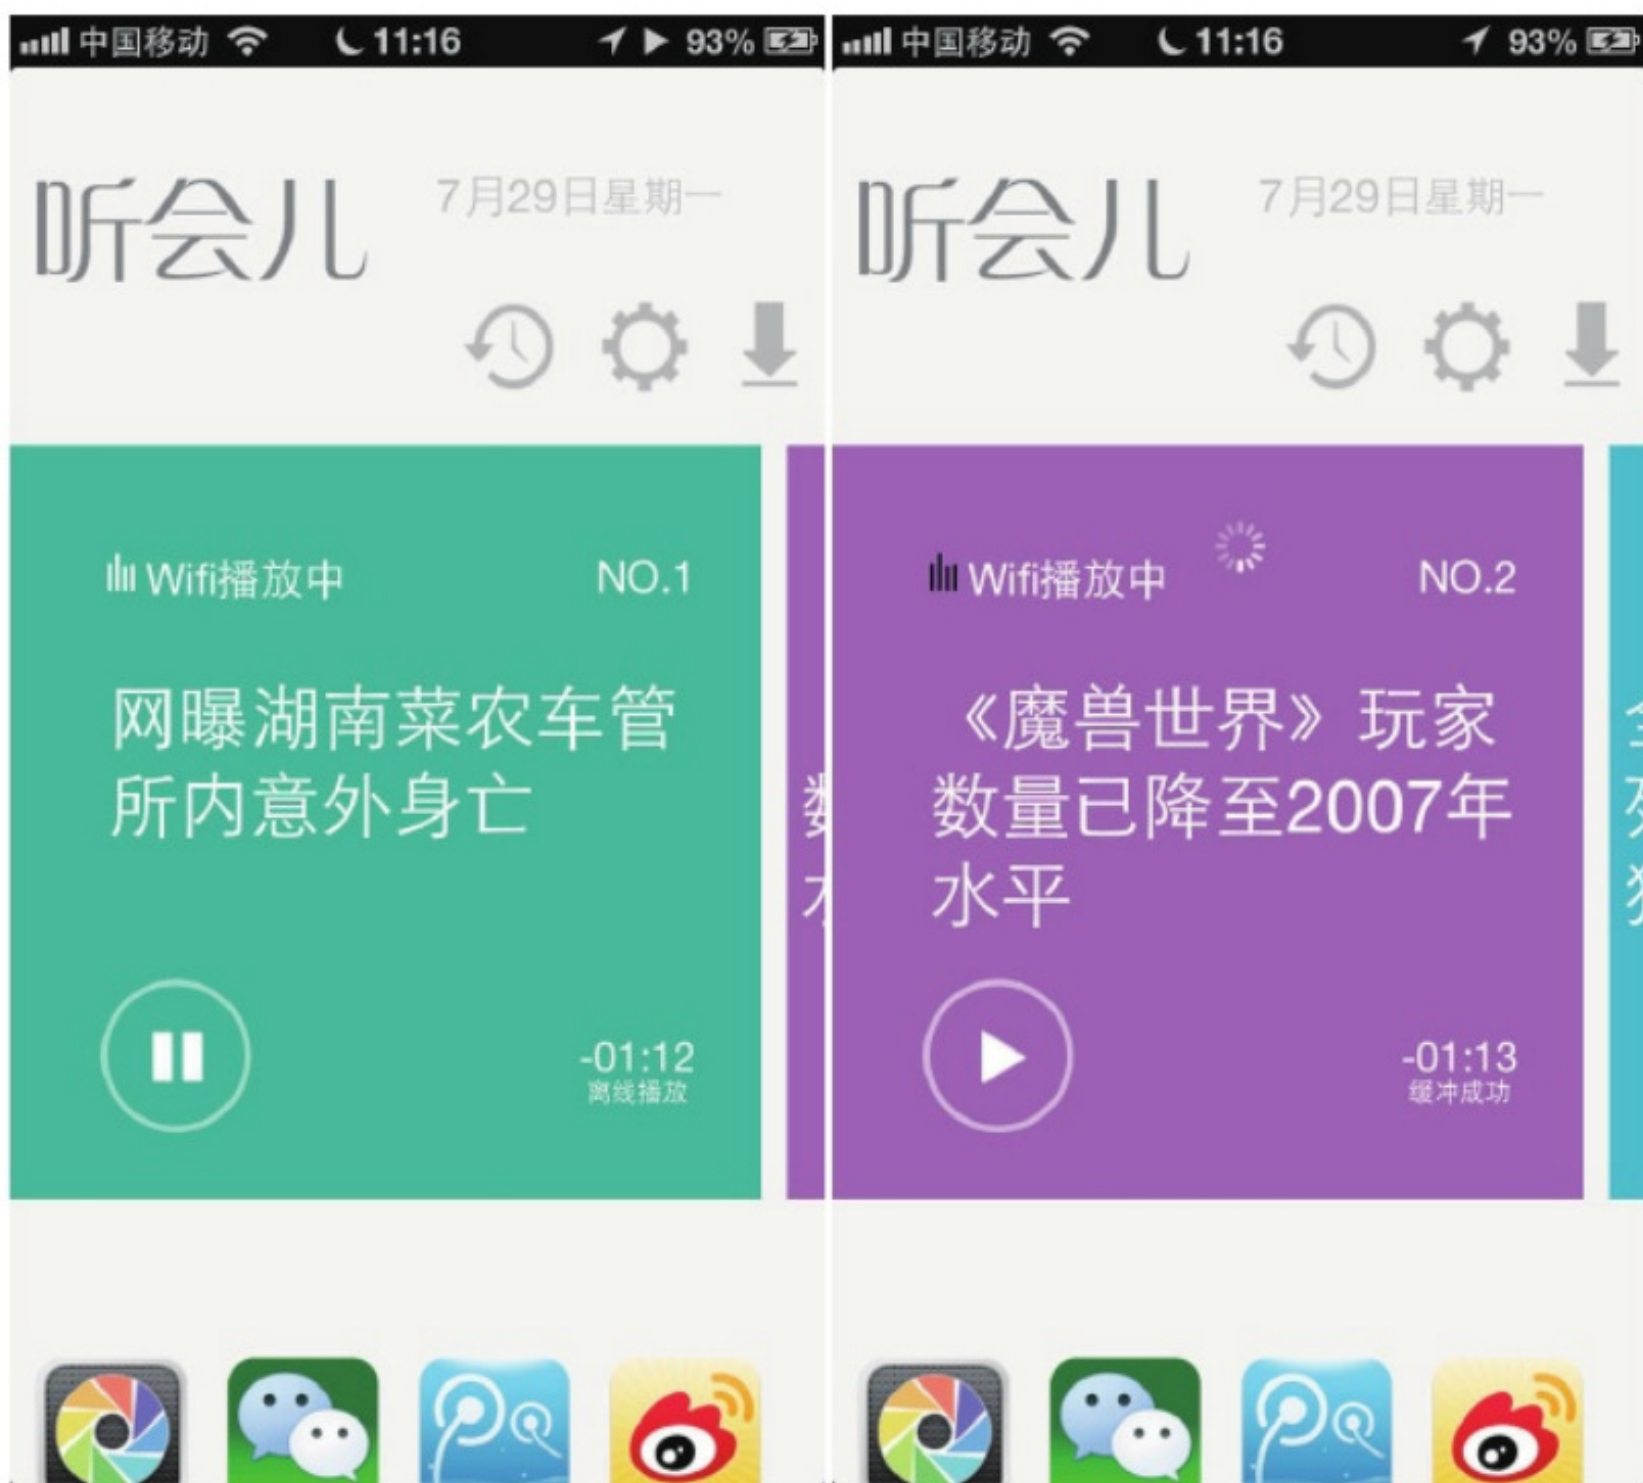 中国移动 11:16 93%
听会儿
7月29日星期一
Wifi播放中 NO.1
网曝湖南菜农车管
所内意外身亡
-01:12
离线播放
中国移动 11:16 93%
听会儿
7月29日星期一
Wifi播放中 NO.2
《魔兽世界》玩家
数量已降至2007年
水平
-01:13
缓冲成功